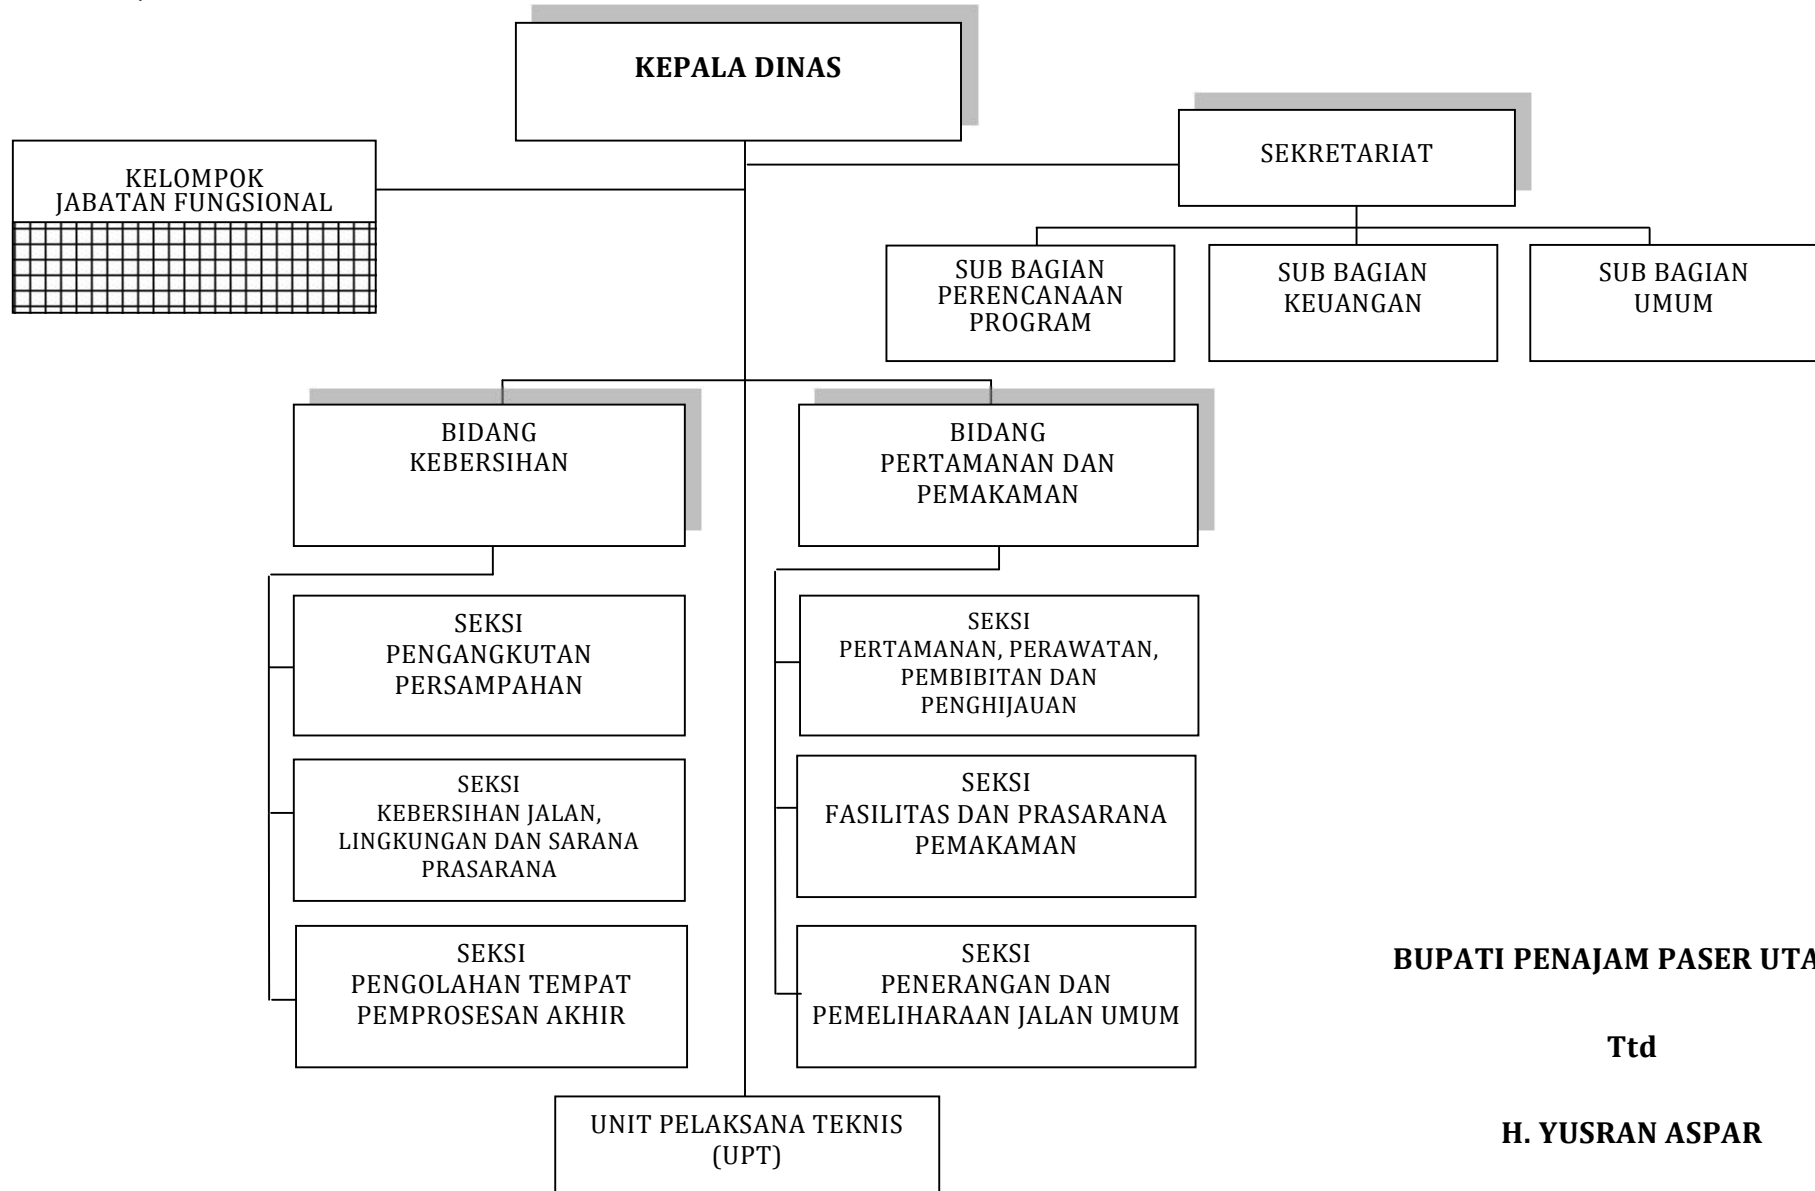 KEPALA DINAS
SEKRETARIAT
KELOMPOK
JABATAN FUNGSIONAL
SUB BAGIAN
PERENCANAAN
PROGRAM
SUB BAGIAN
KEUANGAN
SUB BAGIAN
UMUM
BIDANG
KEBERSIHAN
BIDANG
PERTAMANAN DAN
PEMAKAMAN
SEKSI
PENGANGKUTAN
PERSAMPAHAN
SEKSI
PERTAMANAN, PERAWATAN,
PEMBIBITAN DAN
PENGHIJAUAN
SEKSI
KEBERSIHAN JALAN,
LINGKUNGAN DAN SARANA
PRASARANA
SEKSI
FASILITAS DAN PRASARANA
PEMAKAMAN
SEKSI
PENGOLAHAN TEMPAT
PEMPROSESAN AKHIR
SEKSI
PENERANGAN DAN
PEMELIHARAAN JALAN UMUM
UNIT PELAKSANA TEKNIS
(UPT)
BUPATI PENAJAM PASER
Ttd
H. YUSRAN ASPAR